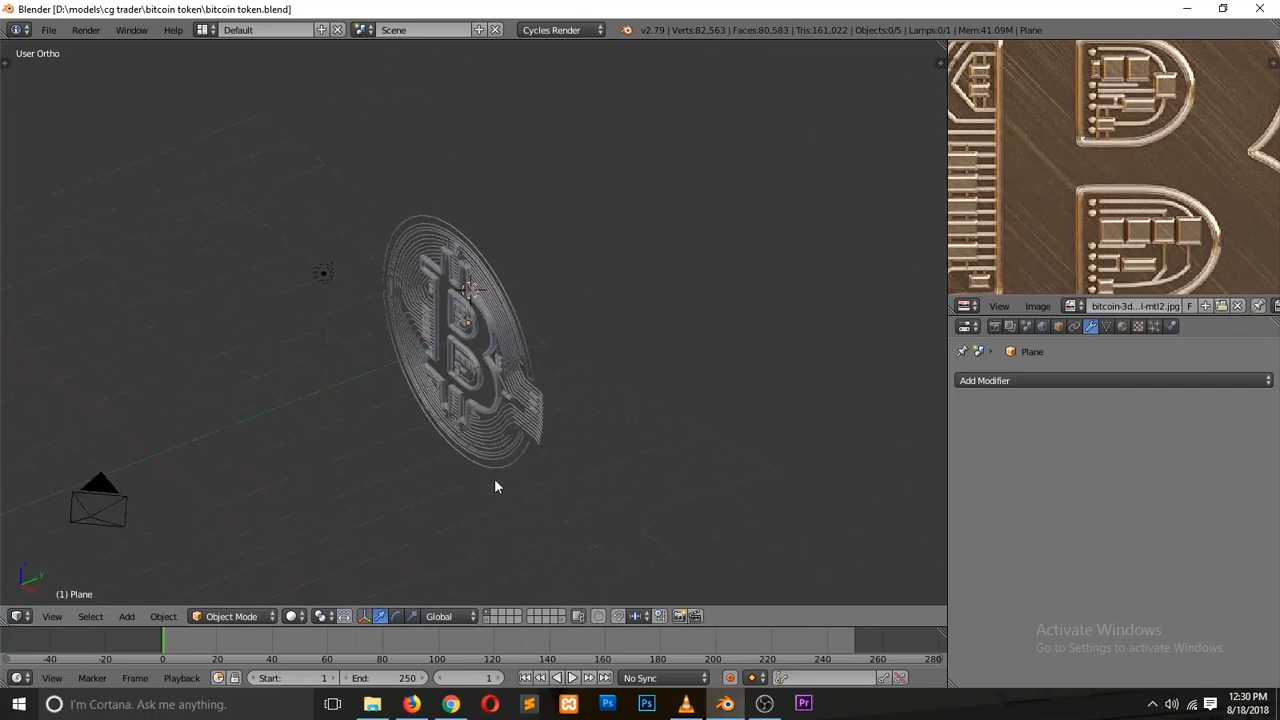 Blender [D:\models\cg trader\bitcoin token\bitcoin token.blend]
File Render Window Help Default Scene Cycles Render v2.79 | Verts:82,563 | Faces:80,583 | Tris:161,022 | Objects:0/5 | Lamps:0/1 | Mem:41.09M | Plane
User Ortho
View Image bitcoin-3d...l-mtl2.jpg F
Plane
Add Modifier
(1) Plane
View Select Add Object Object Mode Global
-40 -20 0 20 40 60 80 100 120 140 160 180 200 220 240 260 280
View Marker Frame Playback Start: 1 End: 250 1 No Sync
Activate Windows
Go to Settings to activate Windows.
I'm Cortana. Ask me anything.
Ps Ps Pr
12:30 PM
8/18/2018